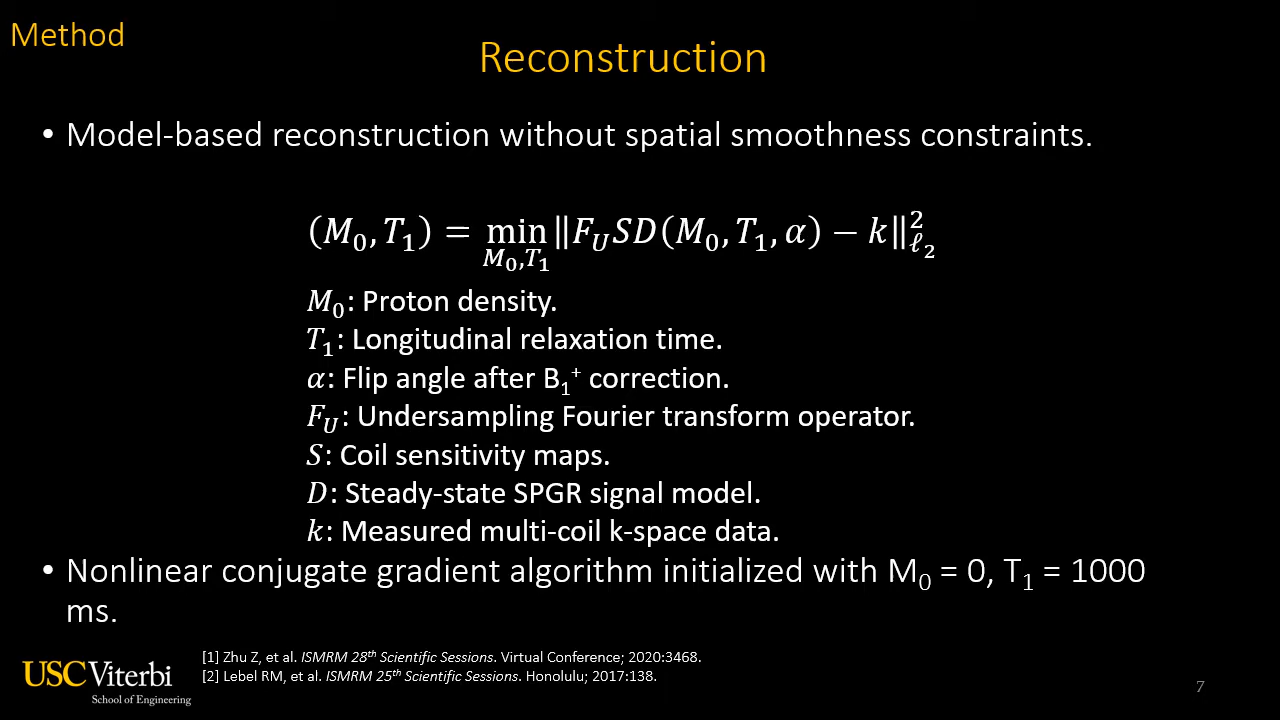 Method
Reconstruction
• Model-based reconstruction without spatial smoothness constraints.
(M₀, T₁) = min ‖F_U SD(M₀, T₁, α) − k‖²_ℓ₂
M₀,T₁
M₀: Proton density.
T₁: Longitudinal relaxation time.
α: Flip angle after B₁⁺ correction.
F_U: Undersampling Fourier transform operator.
S: Coil sensitivity maps.
D: Steady-state SPGR signal model.
k: Measured multi-coil k-space data.
• Nonlinear conjugate gradient algorithm initialized with M₀ = 0, T₁ = 1000
ms.
[1] Zhu Z, et al. ISMRM 28th Scientific Sessions. Virtual Conference; 2020:3468.
[2] Lebel RM, et al. ISMRM 25th Scientific Sessions. Honolulu; 2017:138.
USC Viterbi
School of Engineering
7